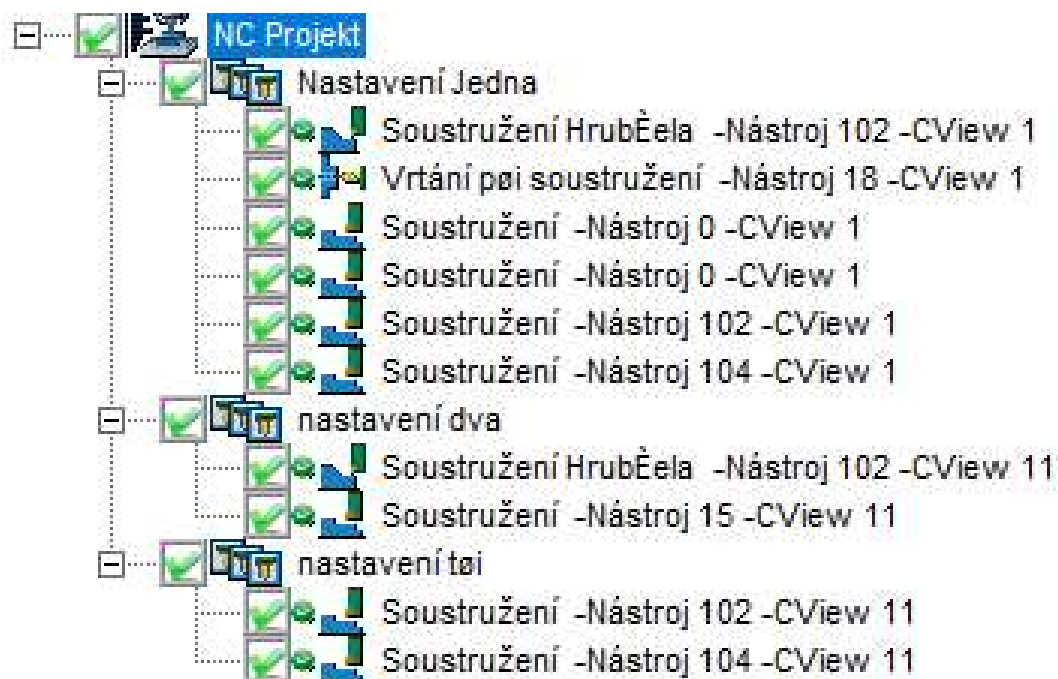 NC Projekt
Nastavení Jedna
Soustružení HrubÈela -Nástroj 102 -CView 1
Vrtání pøi soustružení -Nástroj 18 -CView 1
Soustružení -Nástroj 0 -CView 1
Soustružení -Nástroj 0 -CView 1
Soustružení -Nástroj 102 -CView 1
Soustružení -Nástroj 104 -CView 1
nastavení dva
Soustružení HrubÈela -Nástroj 102 -CView 11
Soustružení -Nástroj 15 -CView 11
nastavení tøi
Soustružení -Nástroj 102 -CView 11
Soustružení -Nástroj 104 -CView 11